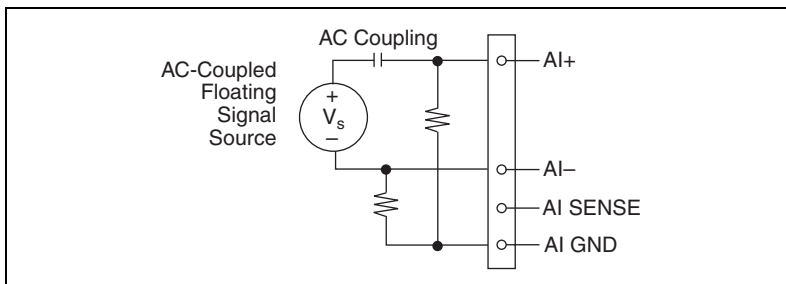 AC Coupling
AC-Coupled
Floating
Signal
Source
+
Vs
–
AI+
AI–
AI SENSE
AI GND